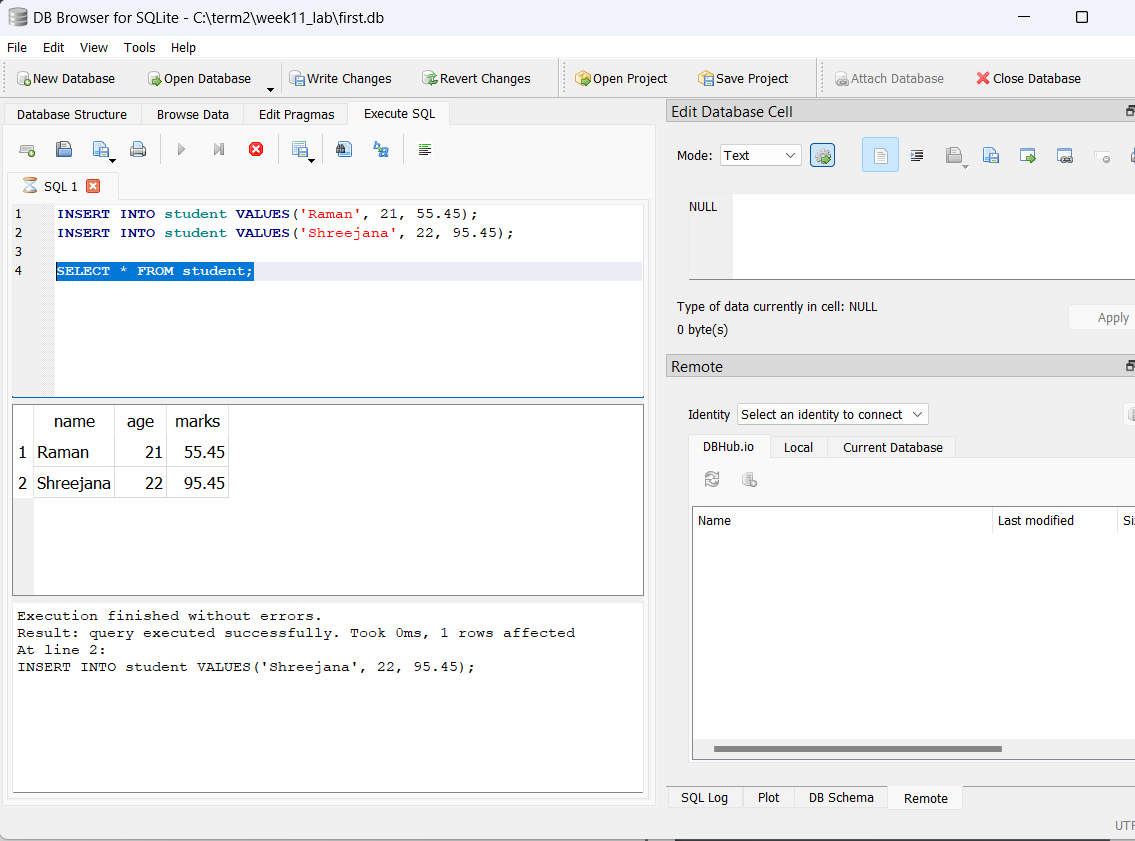 DB Browser for SQLite - C:\term2\week11_lab\first.db
File Edit View Tools Help
New Database Open Database Write Changes Revert Changes Open Project Save Project Attach Database Close Database
Database Structure Browse Data Edit Pragmas Execute SQL
SQL 1
1 INSERT INTO student VALUES('Raman', 21, 55.45);
2 INSERT INTO student VALUES('Shreejana', 22, 95.45);
3
4 SELECT * FROM student;
name age marks
1 Raman 21 55.45
2 Shreejana 22 95.45
Execution finished without errors.
Result: query executed successfully. Took 0ms, 1 rows affected
At line 2:
INSERT INTO student VALUES('Shreejana', 22, 95.45);
Edit Database Cell
Mode: Text
NULL
Type of data currently in cell: NULL
0 byte(s)
Apply
Remote
Identity Select an identity to connect
DBHub.io Local Current Database
Name Last modified Si
SQL Log Plot DB Schema Remote
UTF